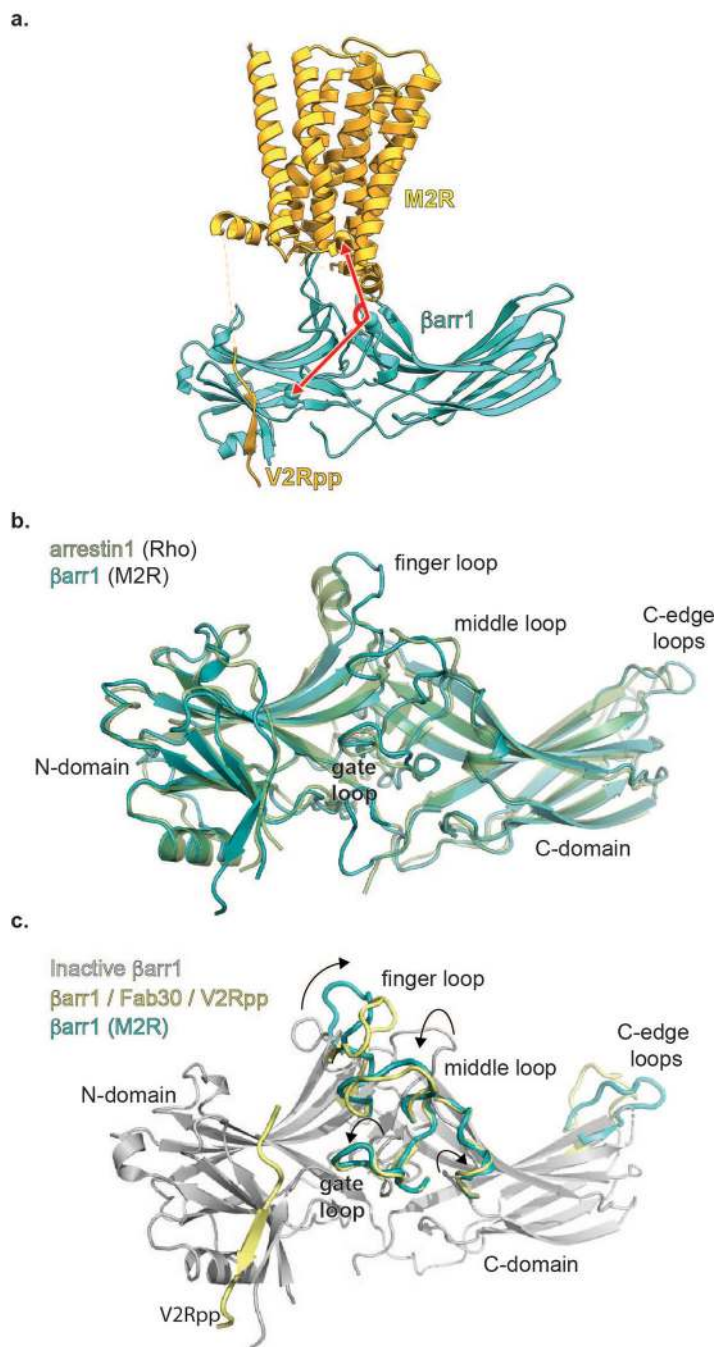 a.
M2R
βarr1
V2Rpp
b.
arrestin1 (Rho)
βarr1 (M2R)
finger loop
middle loop
C-edge
loops
N-domain
gate
loop
C-domain
c.
Inactive βarr1
βarr1 / Fab30 / V2Rpp
βarr1 (M2R)
finger loop
middle loop
C-edge
loops
N-domain
gate
loop
C-domain
V2Rpp